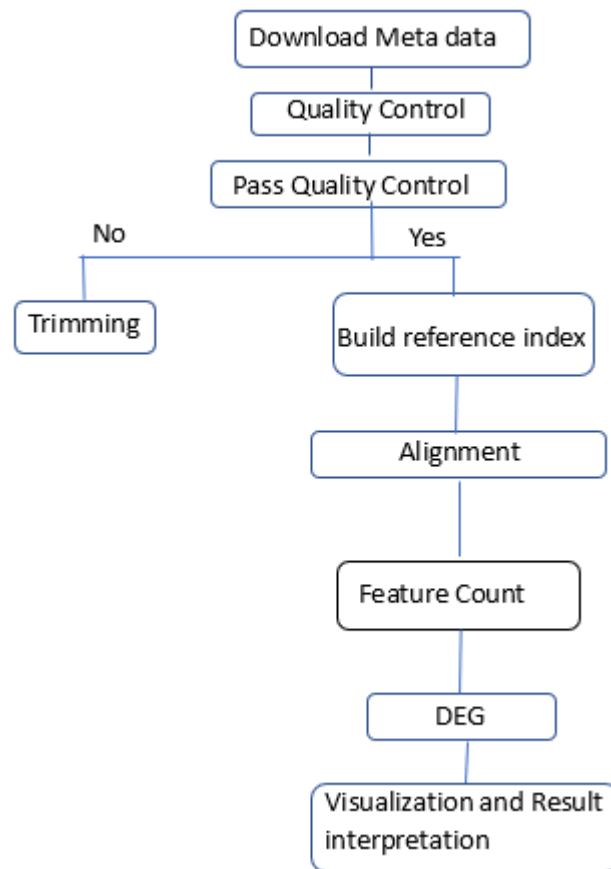 Download Meta data
Quality Control
Pass Quality Control
No
Yes
Trimming
Build reference index
Alignment
Feature Count
DEG
Visualization and Result
interpretation